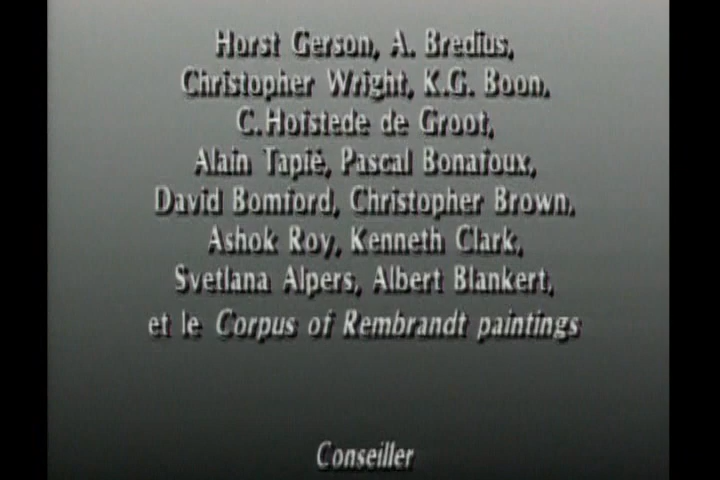 Horst Gerson, A. Bredius,
Christopher Wright, K.G. Boon,
C.Hofstede de Groot,
Alain Tapié, Pascal Bonafoux,
David Bomford, Christopher Brown,
Ashok Roy, Kenneth Clark,
Svetlana Alpers, Albert Blankert,
et le Corpus of Rembrandt paintings
Conseiller